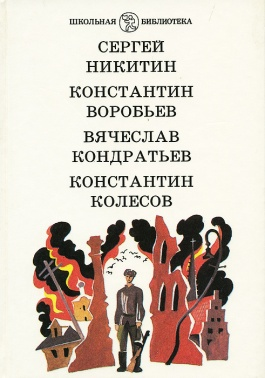 ШКОЛЬНАЯ БИБЛИОТЕКА
СЕРГЕЙ
НИКИТИН
КОНСТАНТИН
ВОРОБЬЕВ
ВЯЧЕСЛАВ
КОНДРАТЬЕВ
КОНСТАНТИН
КОЛЕСОВ